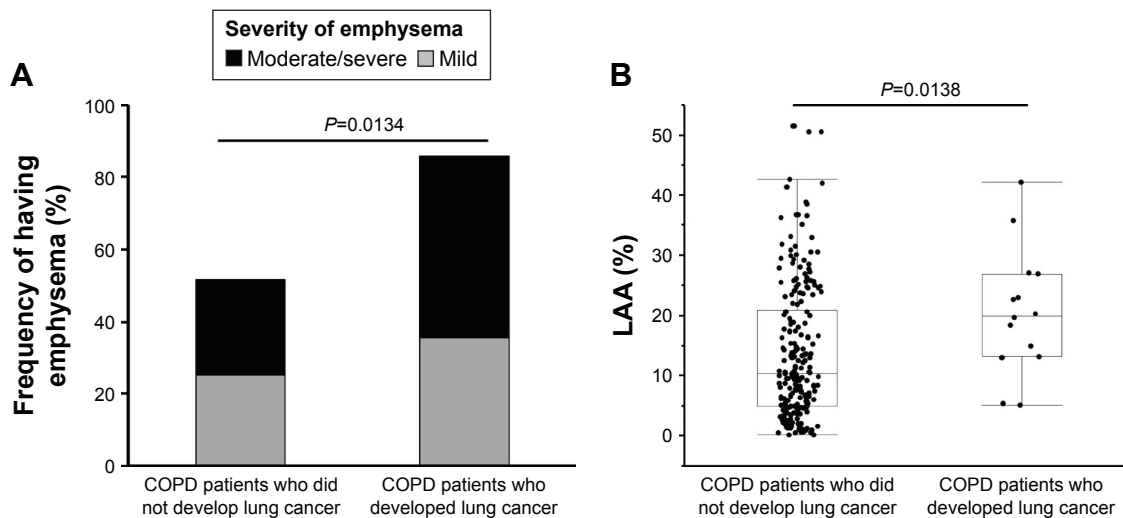 Severity of emphysema
Moderate/severe
Mild
A
Frequency of having
emphysema (%)
100
80
60
40
20
0
P=0.0134
COPD patients who did
not develop lung cancer
COPD patients who
developed lung cancer
B
LAA (%)
50
40
30
20
10
0
P=0.0138
COPD patients who did
not develop lung cancer
COPD patients who
developed lung cancer